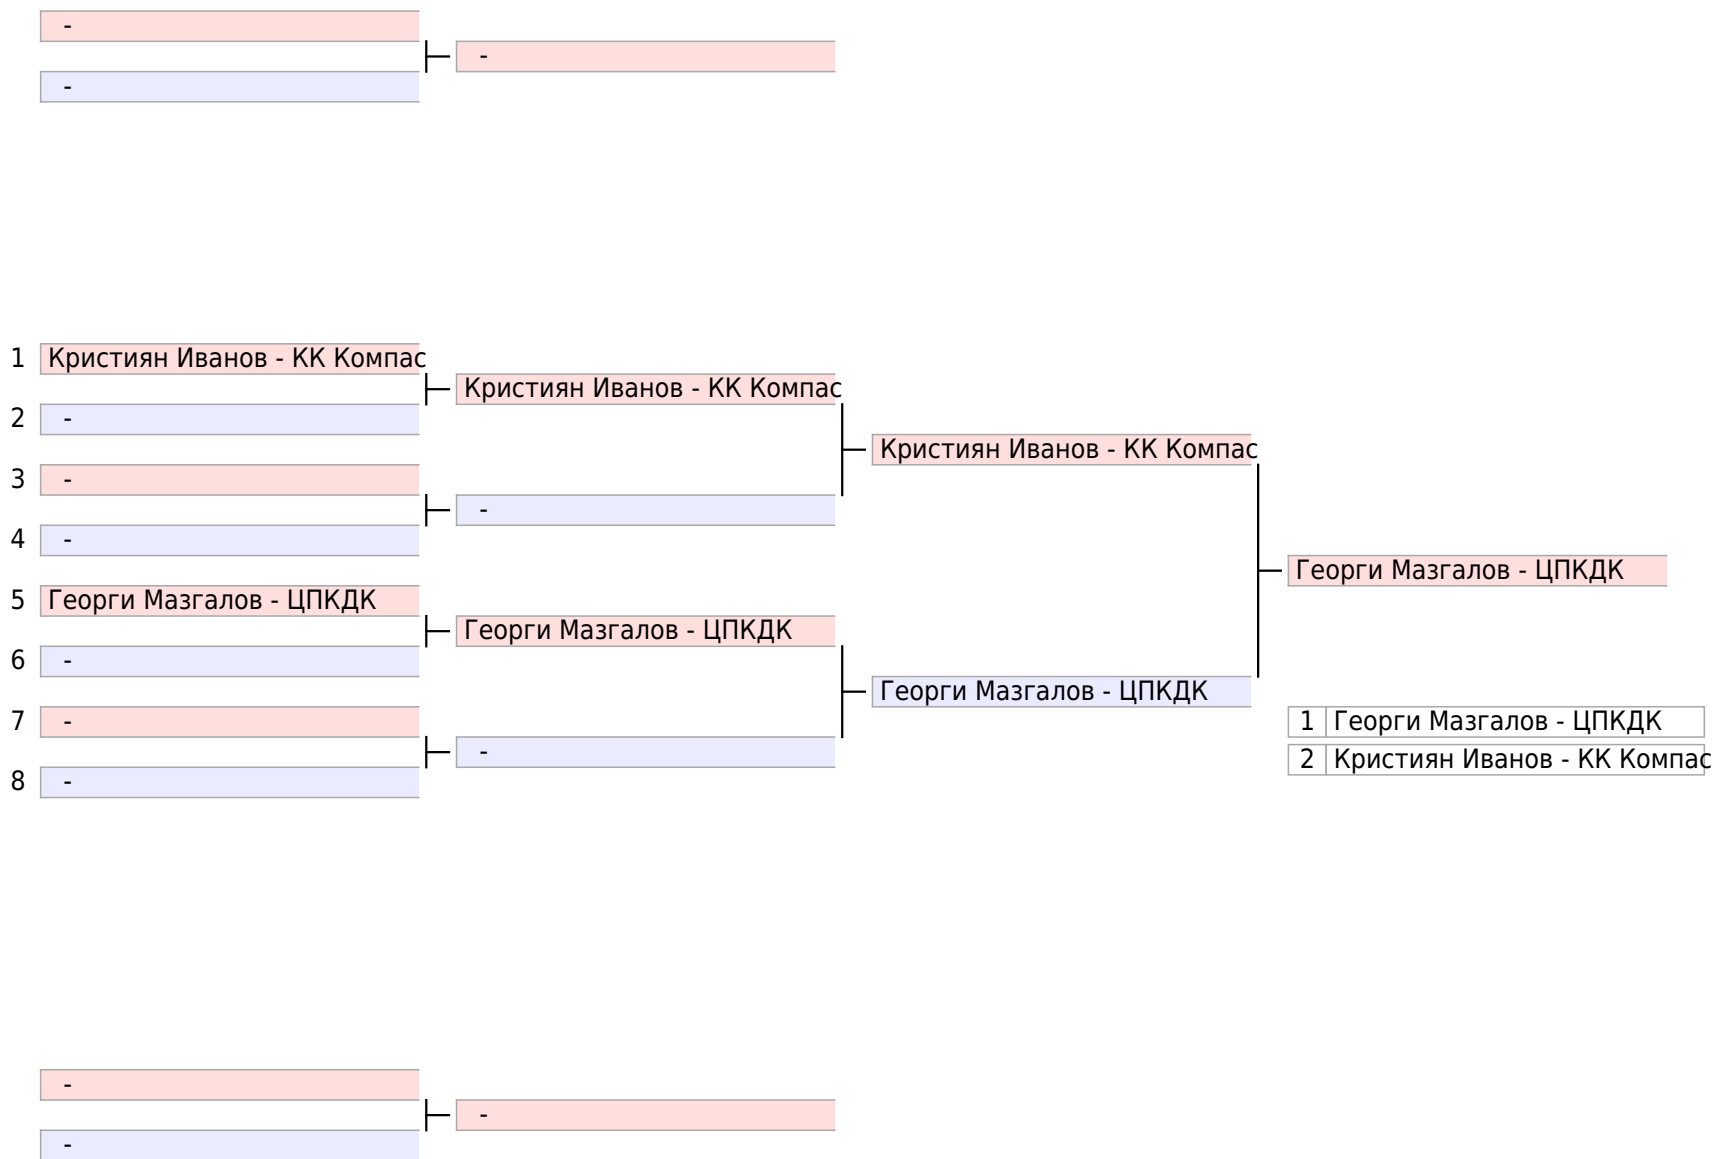 -
-
-
1 Кристиян Иванов - КК Компас
Кристиян Иванов - КК Компас
2 -
Кристиян Иванов - КК Компас
3 -
-
4 -
Георги Мазгалов - ЦПКДК
5 Георги Мазгалов - ЦПКДК
Георги Мазгалов - ЦПКДК
6 -
Георги Мазгалов - ЦПКДК
7 -
1 Георги Мазгалов - ЦПКДК
-
2 Кристиян Иванов - КК Компас
8 -
-
-
-